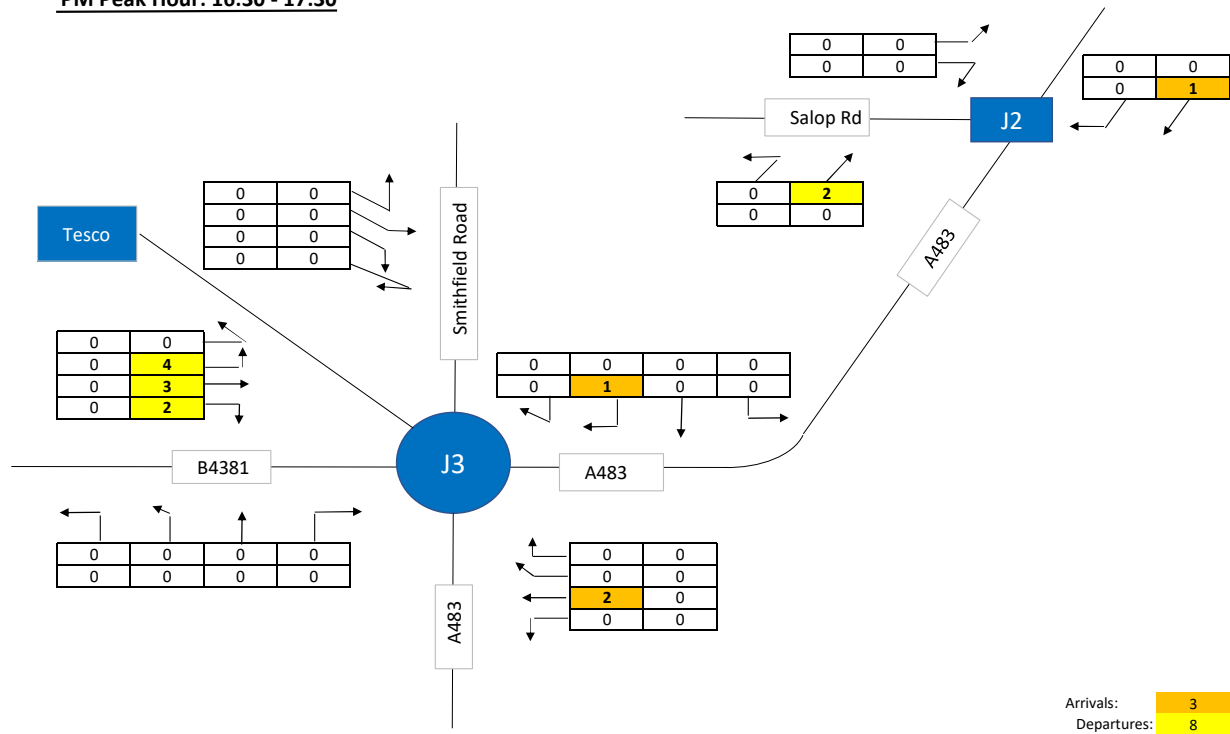 PM Peak Hour: 16:30 - 17:30
0 0
0 0
0 0
0 1
Salop Rd
J2
0 2
0 0
0 0
0 0
0 0
0 0
Tesco
Smithfield Road
A483
0 0
0 4
0 3
0 2
0 0 0 0
0 1 0 0
B4381
J3
A483
0 0 0 0
0 0 0 0
0 0
0 0
2 0
0 0
A483
Arrivals: 3
Departures: 8